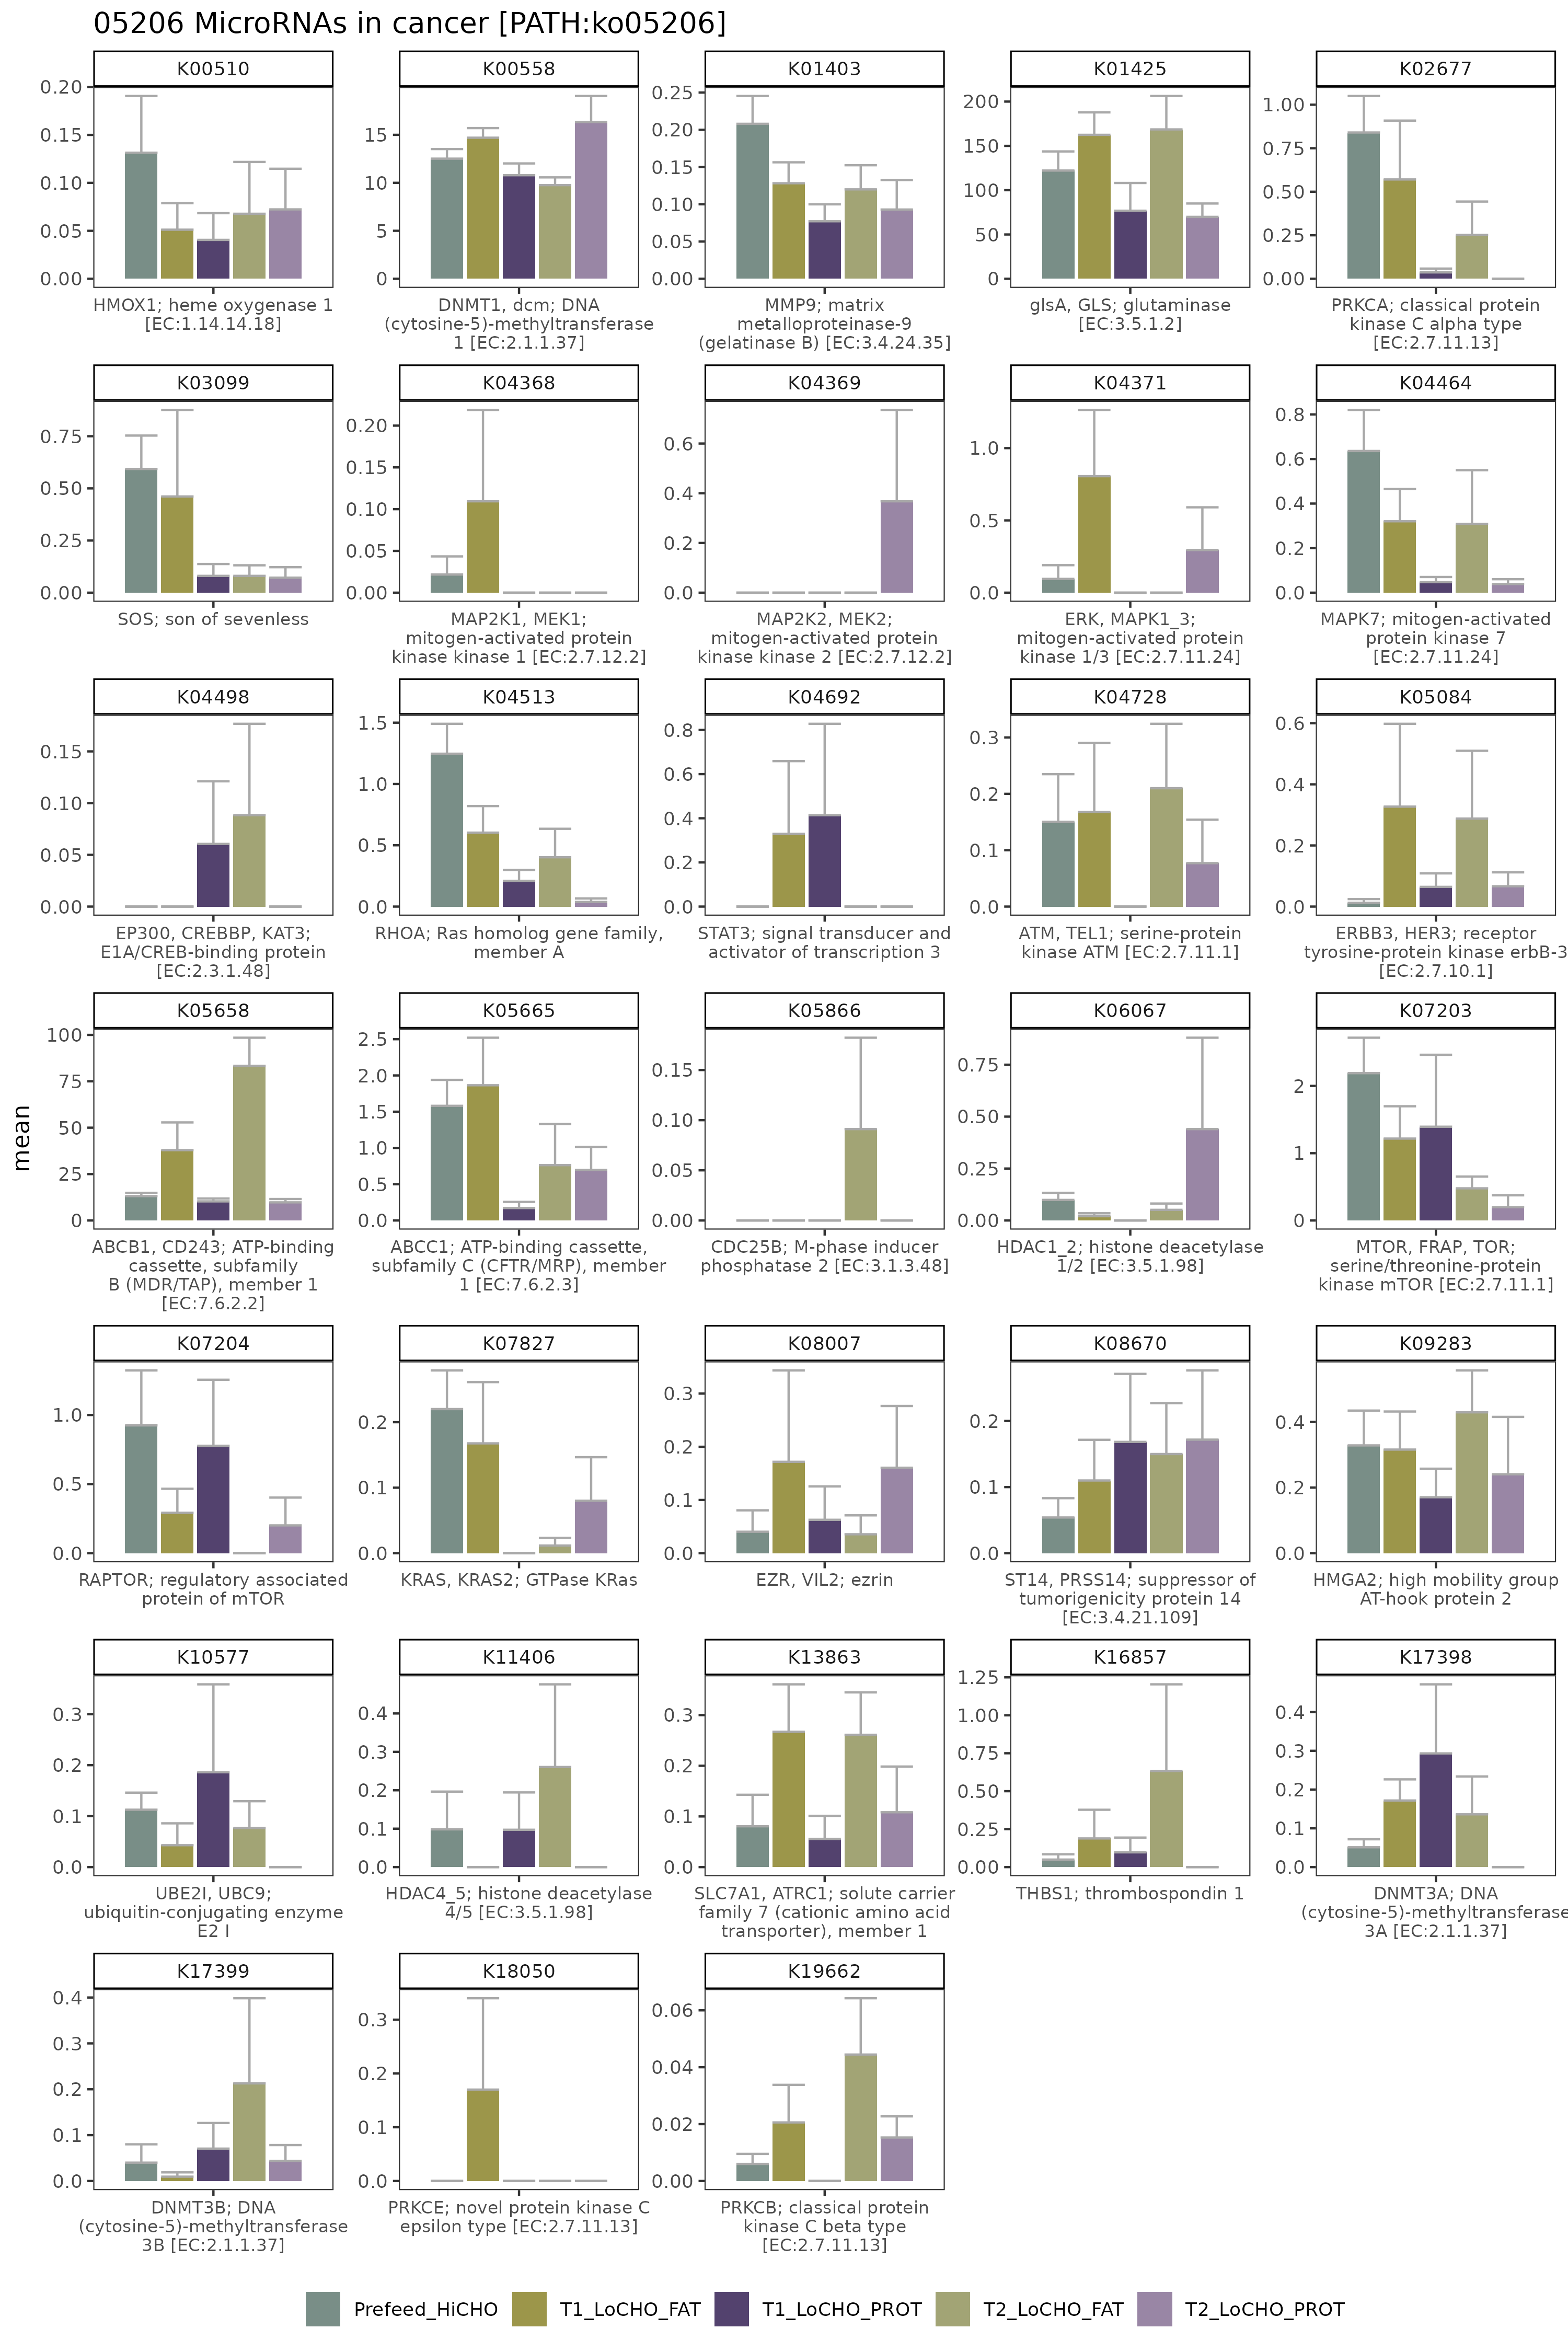 05206 MicroRNAs in cancer [PATH:ko05206]
mean
K00510
0.20
0.15
0.10
0.05
0.00
HMOX1; heme oxygenase 1
[EC:1.14.14.18]
K00558
15
10
5
0
DNMT1, dcm; DNA
(cytosine-5)-methyltransferase
1 [EC:2.1.1.37]
K01403
0.25
0.20
0.15
0.10
0.05
0.00
MMP9; matrix
metalloproteinase-9
(gelatinase B) [EC:3.4.24.35]
K01425
200
150
100
50
0
glsA, GLS; glutaminase
[EC:3.5.1.2]
K02677
1.00
0.75
0.50
0.25
0.00
PRKCA; classical protein
kinase C alpha type
[EC:2.7.11.13]
K03099
0.75
0.50
0.25
0.00
SOS; son of sevenless
K04368
0.20
0.15
0.10
0.05
0.00
MAP2K1, MEK1;
mitogen-activated protein
kinase kinase 1 [EC:2.7.12.2]
K04369
0.6
0.4
0.2
0.0
MAP2K2, MEK2;
mitogen-activated protein
kinase kinase 2 [EC:2.7.12.2]
K04371
1.0
0.5
0.0
ERK, MAPK1_3;
mitogen-activated protein
kinase 1/3 [EC:2.7.11.24]
K04464
0.8
0.6
0.4
0.2
0.0
MAPK7; mitogen-activated
protein kinase 7
[EC:2.7.11.24]
K04498
0.15
0.10
0.05
0.00
EP300, CREBBP, KAT3;
E1A/CREB-binding protein
[EC:2.3.1.48]
K04513
1.5
1.0
0.5
0.0
RHOA; Ras homolog gene family,
member A
K04692
0.8
0.6
0.4
0.2
0.0
STAT3; signal transducer and
activator of transcription 3
K04728
0.3
0.2
0.1
0.0
ATM, TEL1; serine-protein
kinase ATM [EC:2.7.11.1]
K05084
0.6
0.4
0.2
0.0
ERBB3, HER3; receptor
tyrosine-protein kinase erbB-3
[EC:2.7.10.1]
K05658
100
75
50
25
0
ABCB1, CD243; ATP-binding
cassette, subfamily
B (MDR/TAP), member 1
[EC:7.6.2.2]
K05665
2.5
2.0
1.5
1.0
0.5
0.0
ABCC1; ATP-binding cassette,
subfamily C (CFTR/MRP), member
1 [EC:7.6.2.3]
K05866
0.15
0.10
0.05
0.00
CDC25B; M-phase inducer
phosphatase 2 [EC:3.1.3.48]
K06067
0.75
0.50
0.25
0.00
HDAC1_2; histone deacetylase
1/2 [EC:3.5.1.98]
K07203
2
1
0
MTOR, FRAP, TOR;
serine/threonine-protein
kinase mTOR [EC:2.7.11.1]
K07204
1.0
0.5
0.0
RAPTOR; regulatory associated
protein of mTOR
K07827
0.2
0.1
0.0
KRAS, KRAS2; GTPase KRas
K08007
0.3
0.2
0.1
0.0
EZR, VIL2; ezrin
K08670
0.2
0.1
0.0
ST14, PRSS14; suppressor of
tumorigenicity protein 14
[EC:3.4.21.109]
K09283
0.4
0.2
0.0
HMGA2; high mobility group
AT-hook protein 2
K10577
0.3
0.2
0.1
0.0
UBE2I, UBC9;
ubiquitin-conjugating enzyme
E2 I
K11406
0.4
0.3
0.2
0.1
0.0
HDAC4_5; histone deacetylase
4/5 [EC:3.5.1.98]
K13863
0.3
0.2
0.1
0.0
SLC7A1, ATRC1; solute carrier
family 7 (cationic amino acid
transporter), member 1
K16857
1.25
1.00
0.75
0.50
0.25
0.00
THBS1; thrombospondin 1
K17398
0.4
0.3
0.2
0.1
0.0
DNMT3A; DNA
(cytosine-5)-methyltransferase
3A [EC:2.1.1.37]
K17399
0.4
0.3
0.2
0.1
0.0
DNMT3B; DNA
(cytosine-5)-methyltransferase
3B [EC:2.1.1.37]
K18050
0.3
0.2
0.1
0.0
PRKCE; novel protein kinase C
epsilon type [EC:2.7.11.13]
K19662
0.06
0.04
0.02
0.00
PRKCB; classical protein
kinase C beta type
[EC:2.7.11.13]
Prefeed_HiCHO
T1_LoCHO_FAT
T1_LoCHO_PROT
T2_LoCHO_FAT
T2_LoCHO_PROT